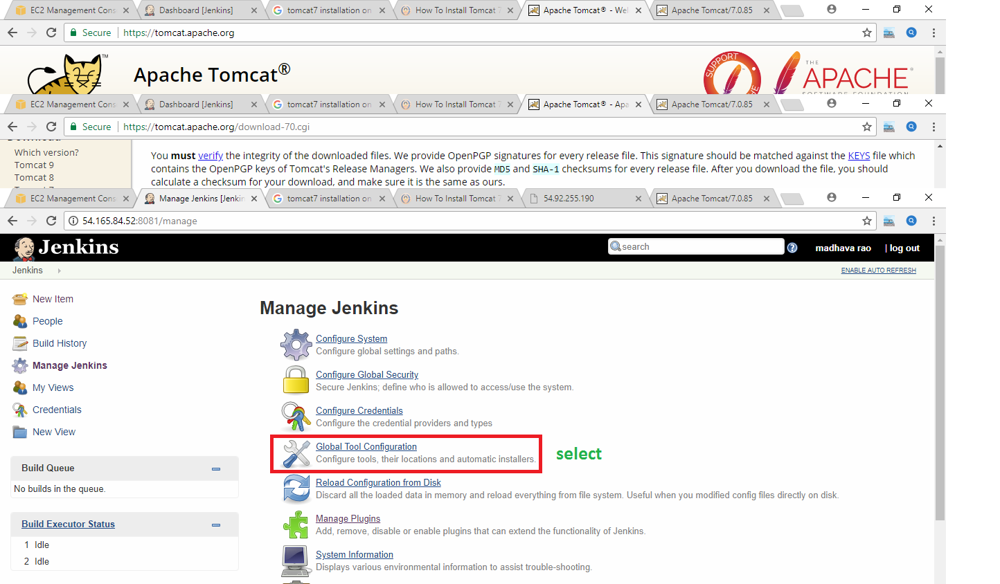 EC2 Management Cons
Dashboard [Jenkins]
tomcat7 installation on
How To Install Tomcat 7
Apache Tomcat® - Wel
Apache Tomcat/7.0.85
Secure
https://tomcat.apache.org
Apache Tomcat®
TM
SUPPORT
THE
APACHE®
SOFTWARE FOUNDATION
EC2 Management Cons
Dashboard [Jenkins]
tomcat7 installation on
How To Install Tomcat 7
Apache Tomcat® - Apa
Apache Tomcat/7.0.85
Secure
https://tomcat.apache.org/download-70.cgi
Download
Which version?
Tomcat 9
Tomcat 8
Tomcat 7
You must verify the integrity of the downloaded files. We provide OpenPGP signatures for every release file. This signature should be matched against the KEYS file which
contains the OpenPGP keys of Tomcat's Release Managers. We also provide MD5 and SHA-1 checksums for every release file. After you download the file, you should
calculate a checksum for your download, and make sure it is the same as ours.
EC2 Management Cons
Manage Jenkins [Jenkin
tomcat7 installation on
How To Install Tomcat 7
54.92.255.190
Apache Tomcat/7.0.85
54.165.84.52:8081/manage
Jenkins
search
madhava rao
| log out
Jenkins
ENABLE AUTO REFRESH
New Item
People
Build History
Manage Jenkins
My Views
Credentials
New View
Build Queue
No builds in the queue.
Build Executor Status
1 Idle
2 Idle
Manage Jenkins
Configure System
Configure global settings and paths.
Configure Global Security
Secure Jenkins; define who is allowed to access/use the system.
Configure Credentials
Configure the credential providers and types
Global Tool Configuration
Configure tools, their locations and automatic installers.
select
Reload Configuration from Disk
Discard all the loaded data in memory and reload everything from file system. Useful when you modified config files directly on disk.
Manage Plugins
Add, remove, disable or enable plugins that can extend the functionality of Jenkins.
System Information
Displays various environmental information to assist trouble-shooting.